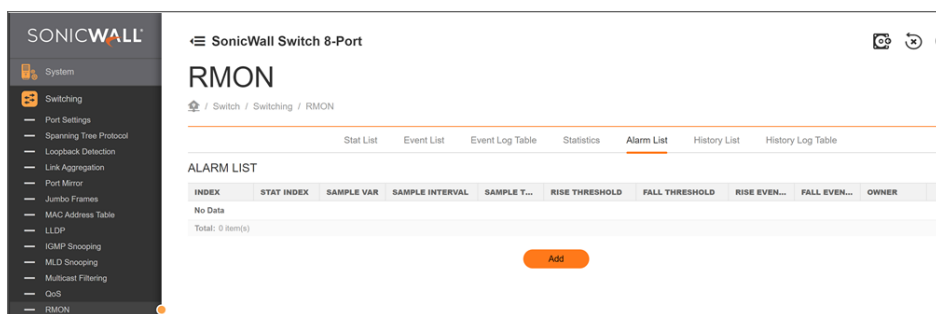 SONICWALL
System
Switching
Port Settings
Spanning Tree Protocol
Loopback Detection
Link Aggregation
Port Mirror
Jumbo Frames
MAC Address Table
LLDP
IGMP Snooping
MLD Snooping
Multicast Filtering
QoS
RMON
SonicWall Switch 8-Port
RMON
/ Switch / Switching / RMON
Stat List Event List Event Log Table Statistics Alarm List History List History Log Table
ALARM LIST
INDEX STAT INDEX SAMPLE VAR SAMPLE INTERVAL SAMPLE T... RISE THRESHOLD FALL THRESHOLD RISE EVEN... FALL EVEN... OWNER
No Data
Total: 0 item(s)
Add